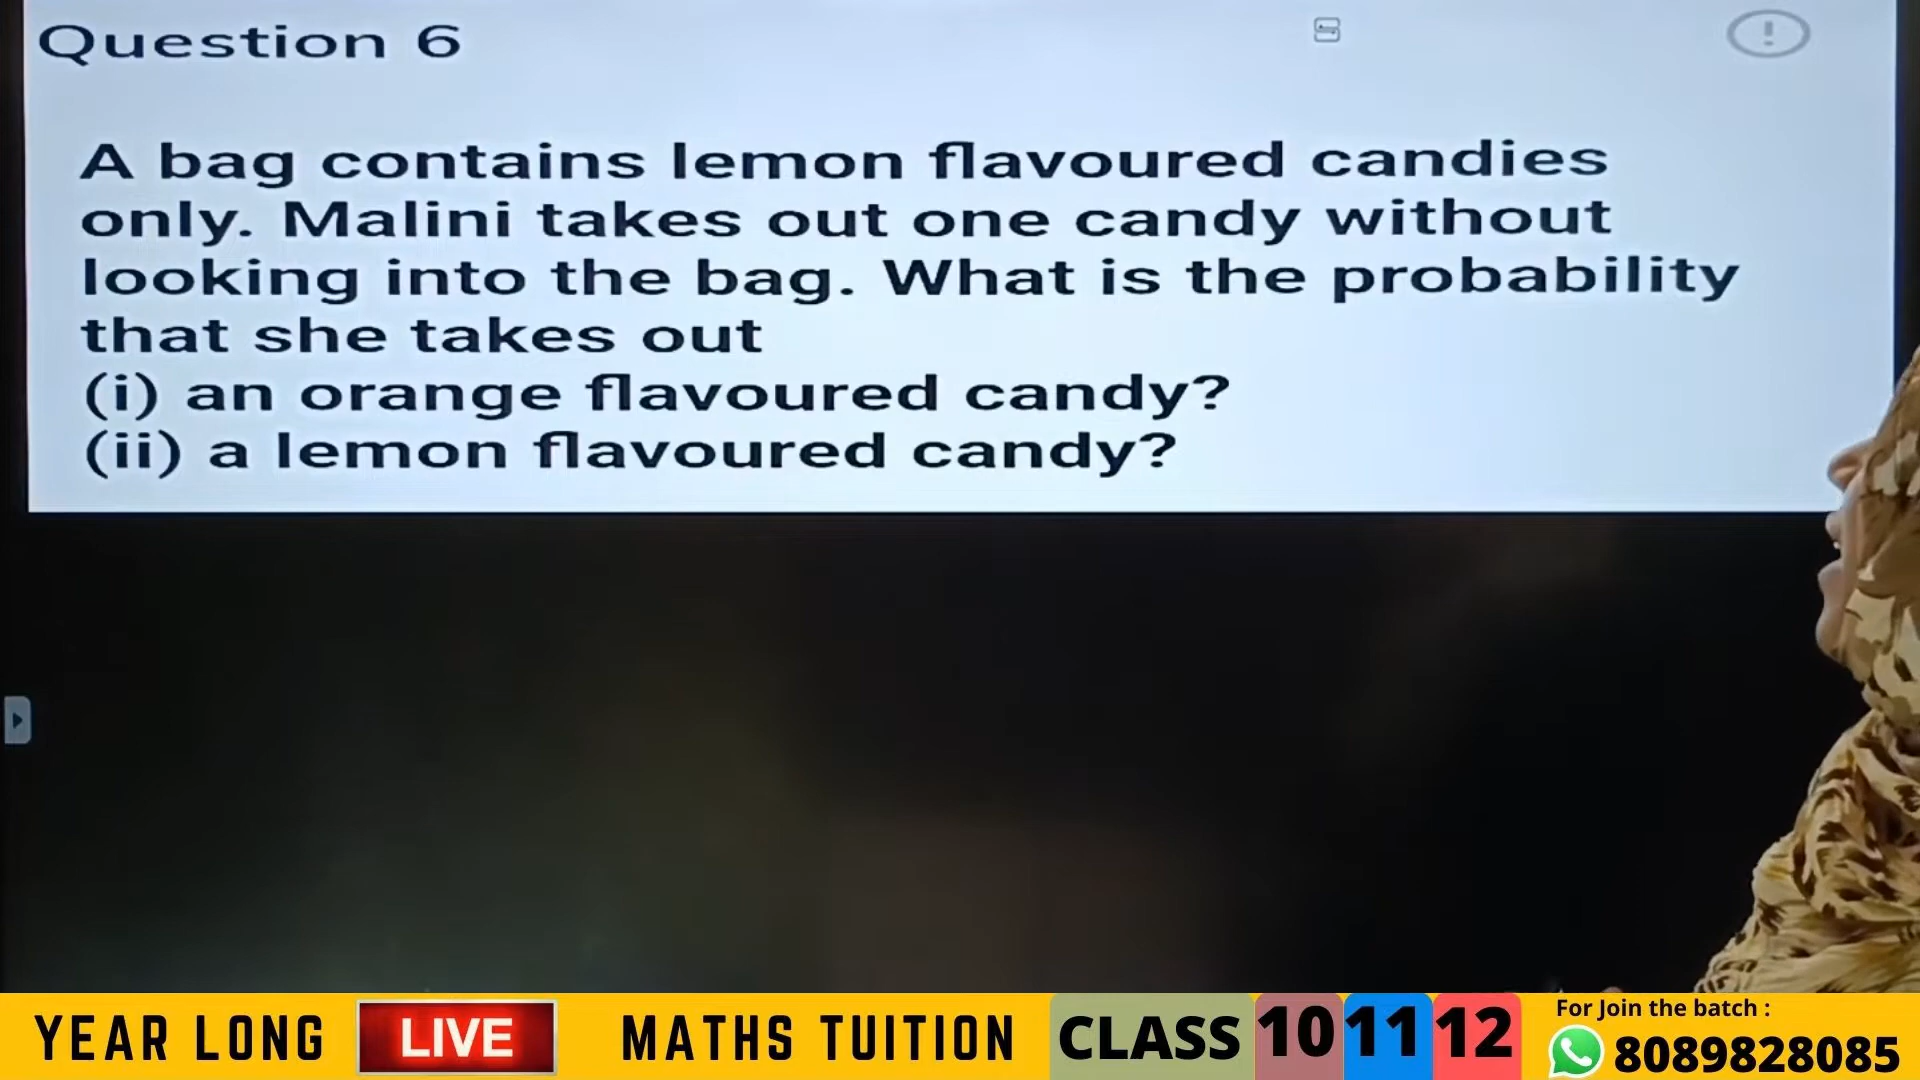 Question 6
A bag contains lemon flavoured candies
only. Malini takes out one candy without
looking into the bag. What is the probability
that she takes out
(i) an orange flavoured candy?
(ii) a lemon flavoured candy?
YEAR LONG LIVE MATHS TUITION CLASS 10 11 12
For Join the batch :
8089828085